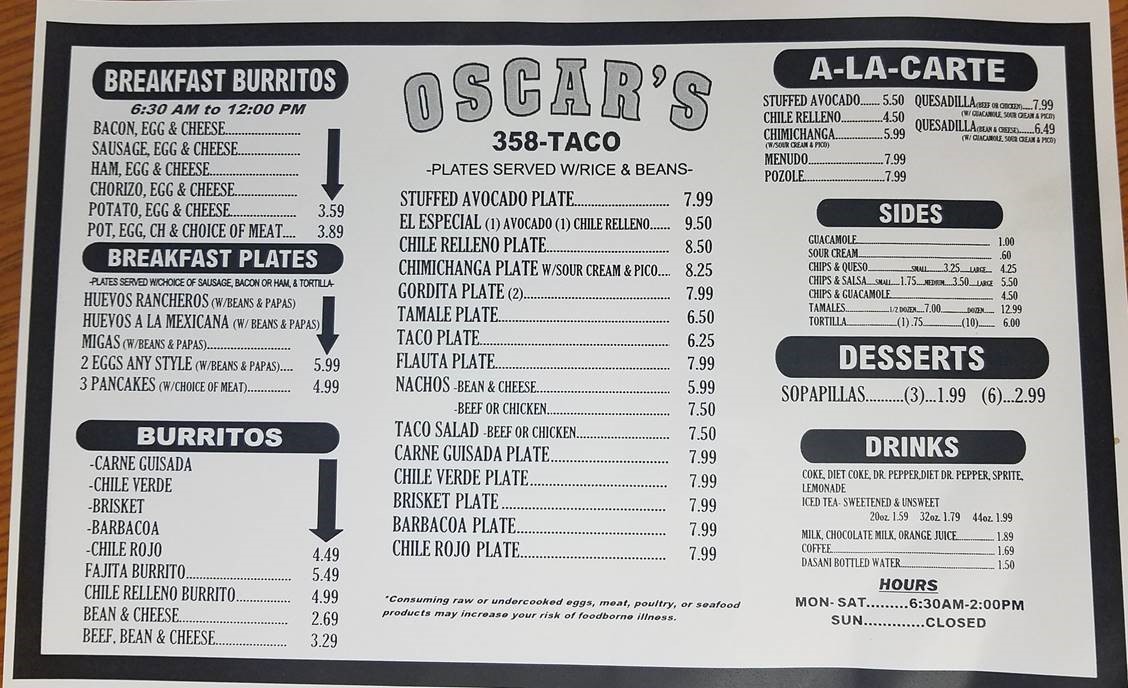 BREAKFAST BURRITOS
6:30 AM to 12:00 PM
BACON, EGG & CHEESE
SAUSAGE, EGG & CHEESE
HAM, EGG & CHEESE
CHORIZO, EGG & CHEESE
POTATO, EGG & CHEESE 3.59
POT, EGG, CH & CHOICE OF MEAT.... 3.89
BREAKFAST PLATES
-PLATES SERVED W/CHOICE OF SAUSAGE, BACON OR HAM, & TORTILLA-
HUEVOS RANCHEROS (W/BEANS & PAPAS)
HUEVOS A LA MEXICANA (W/ BEANS & PAPAS)
MIGAS (W/BEANS & PAPAS)
2 EGGS ANY STYLE (W/BEANS & PAPAS).... 5.99
3 PANCAKES (W/CHOICE OF MEAT) 4.99
BURRITOS
-CARNE GUISADA
-CHILE VERDE
-BRISKET
-BARBACOA
-CHILE ROJO 4.49
FAJITA BURRITO 5.49
CHILE RELLENO BURRITO 4.99
BEAN & CHEESE 2.69
BEEF, BEAN & CHEESE 3.29
OSCAR'S
358-TACO
-PLATES SERVED W/RICE & BEANS-
STUFFED AVOCADO PLATE 7.99
EL ESPECIAL (1) AVOCADO (1) CHILE RELLENO 9.50
CHILE RELLENO PLATE 8.50
CHIMICHANGA PLATE W/SOUR CREAM & PICO.... 8.25
GORDITA PLATE (2) 7.99
TAMALE PLATE 6.50
TACO PLATE 6.25
FLAUTA PLATE 7.99
NACHOS -BEAN & CHEESE 5.99
-BEEF OR CHICKEN 7.50
TACO SALAD -BEEF OR CHICKEN 7.50
CARNE GUISADA PLATE 7.99
CHILE VERDE PLATE 7.99
BRISKET PLATE 7.99
BARBACOA PLATE 7.99
CHILE ROJO PLATE 7.99
*Consuming raw or undercooked eggs, meat, poultry, or seafood
products may increase your risk of foodborne illness.
A-LA-CARTE
STUFFED AVOCADO 5.50
CHILE RELLENO 4.50
CHIMICHANGA 5.99
(W/SOUR CREAM & PICO)
MENUDO 7.99
POZOLE 7.99
QUESADILLA (BEEF OR CHICKEN) 7.99
(W/ GUACAMOLE, SOUR CREAM & PICO)
QUESADILLA (BEAN & CHEESE) 6.49
(W/ GUACAMOLE, SOUR CREAM & PICO)
SIDES
GUACAMOLE 1.00
SOUR CREAM .60
CHIPS & QUESO SMALL 3.25 LARGE 4.25
CHIPS & SALSA SMALL 1.75 MEDIUM 3.50 LARGE 5.50
CHIPS & GUACAMOLE 4.50
TAMALES 1/2 DOZEN 7.00 DOZEN 12.99
TORTILLA (1) .75 (10) 6.00
DESSERTS
SOPAPILLAS (3)...1.99 (6)...2.99
DRINKS
COKE, DIET COKE, DR. PEPPER,DIET DR. PEPPER, SPRITE,
LEMONADE
ICED TEA- SWEETENED & UNSWEET
20oz. 1.59 32oz. 1.79 44oz. 1.99
MILK, CHOCOLATE MILK, ORANGE JUICE 1.89
COFFEE 1.69
DASANI BOTTLED WATER 1.50
HOURS
MON- SAT.........6:30AM-2:00PM
SUN.............CLOSED